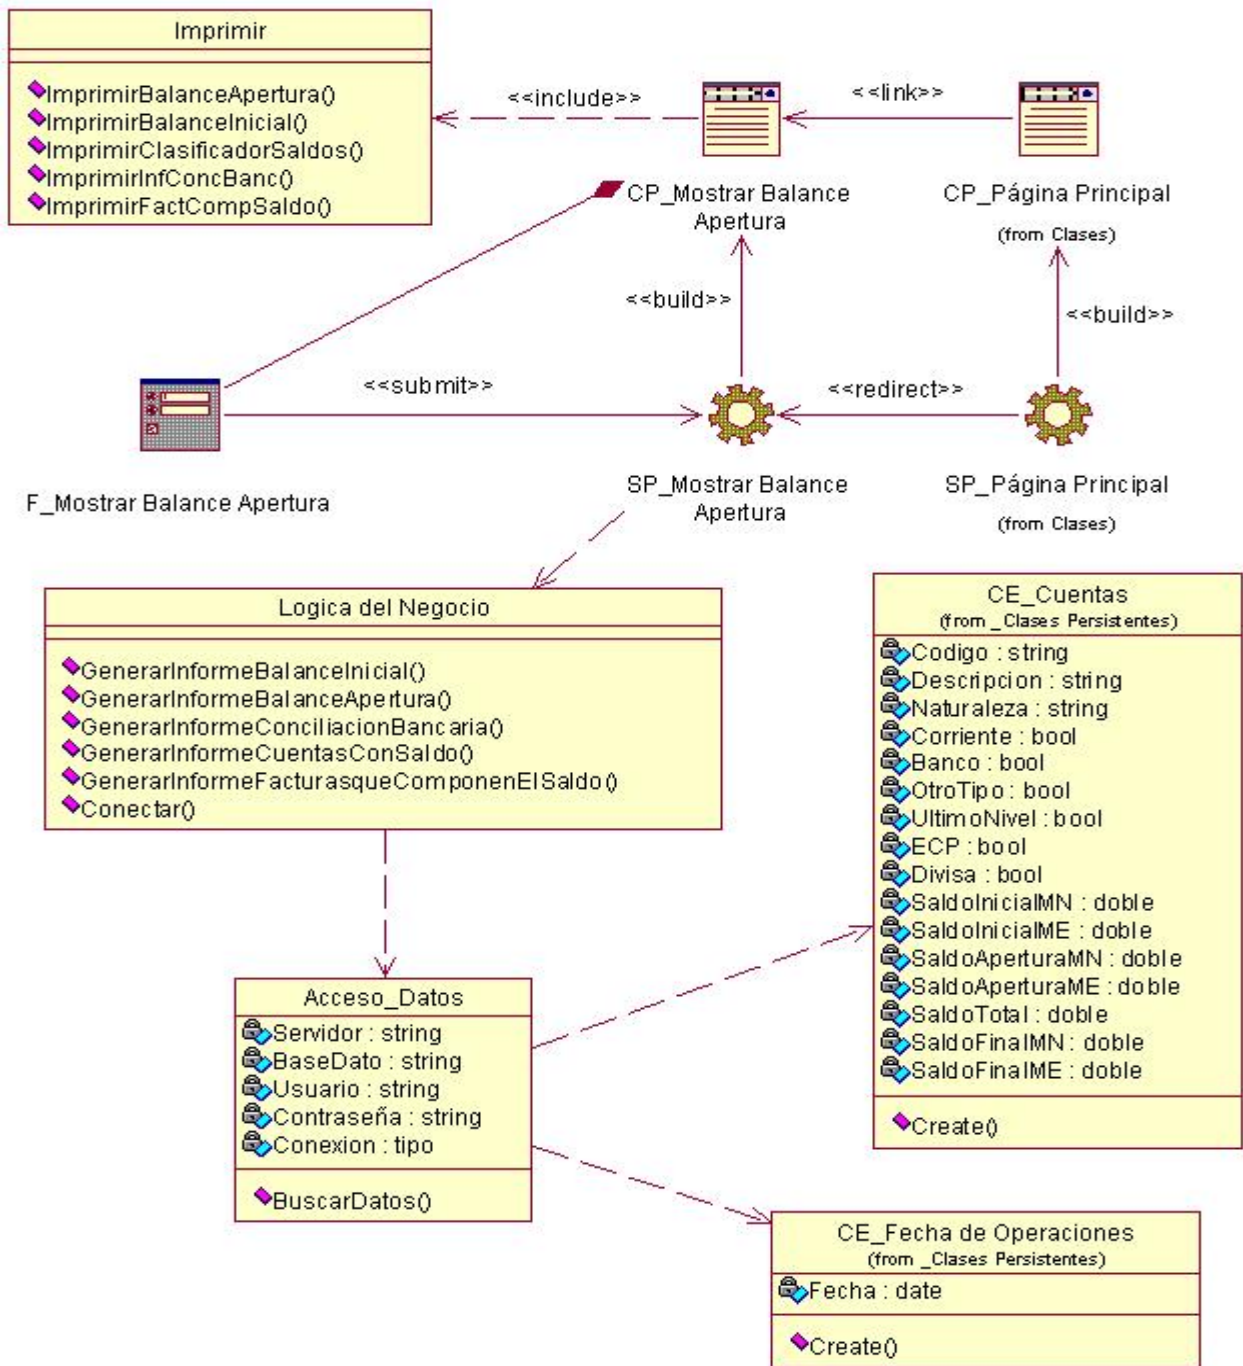 Imprimir
ImprimirBalanceApertura()
ImprimirBalanceInicial()
ImprimirClasificadorSaldos()
ImprimirInfConcBanc()
ImprimirFactCompSaldo()
<<include>>
<<link>>
CP_Mostrar Balance
Apertura
CP_Página Principal
(from Clases)
<<build>>
<<build>>
<<submit>>
<<redirect>>
F_Mostrar Balance Apertura
SP_Mostrar Balance
Apertura
SP_Página Principal
(from Clases)
Logica del Negocio
GenerarInformeBalanceInicial()
GenerarInformeBalanceApertura()
GenerarInformeConciliacionBancaria()
GenerarInformeCuentasConSaldo()
GenerarInformeFacturasqueComponenElSaldo()
Conectar()
CE_Cuentas
(from _Clases Persistentes)
Codigo : string
Descripcion : string
Naturaleza : string
Corriente : bool
Banco : bool
OtroTipo : bool
UltimoNivel : bool
ECP : bool
Divisa : bool
SaldoInicialMN : doble
SaldoInicialME : doble
SaldoAperturaMN : doble
SaldoAperturaME : doble
SaldoTotal : doble
SaldoFinalMN : doble
SaldoFinalME : doble
Create()
Acceso_Datos
Servidor : string
BaseDato : string
Usuario : string
Contraseña : string
Conexion : tipo
BuscarDatos()
CE_Fecha de Operaciones
(from _Clases Persistentes)
Fecha : date
Create()